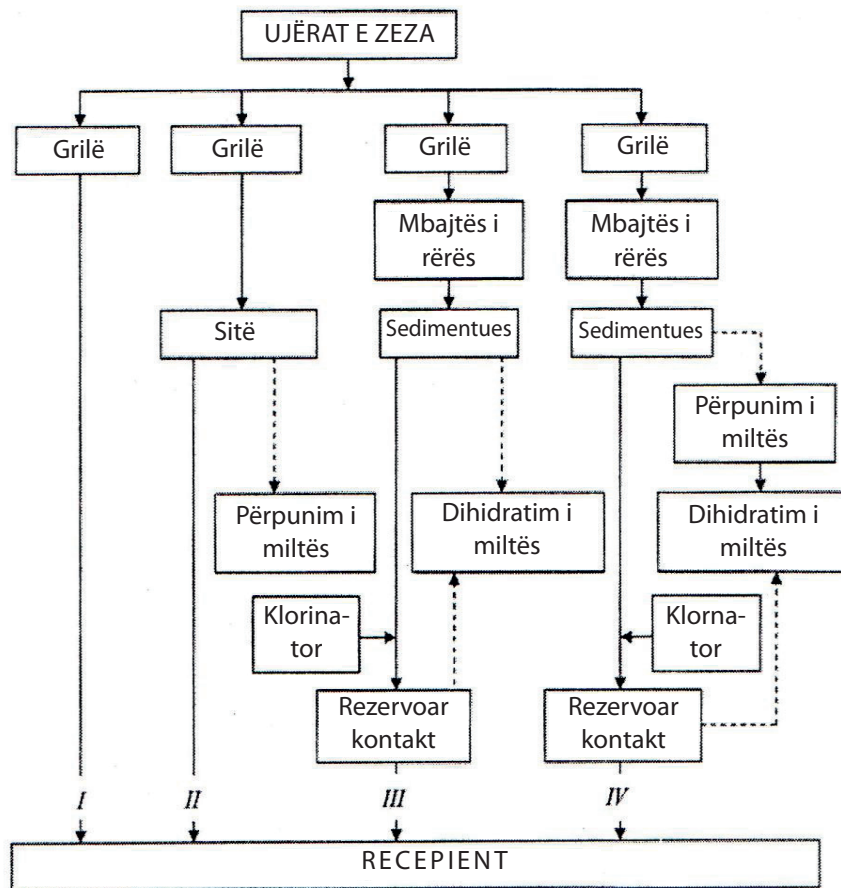 UJËRAT E ZEZA
Grilë
Grilë
Grilë
Grilë
Mbajtës i
rërës
Mbajtës i
rërës
Sitë
Sedimentues
Sedimentues
Përpunim i
miltës
Përpunim i
miltës
Dihidratim i
miltës
Dihidratim i
miltës
Klorina-
tor
Klorna-
tor
Rezervoar
kontakt
Rezervoar
kontakt
I
II
III
IV
RECEPIENT